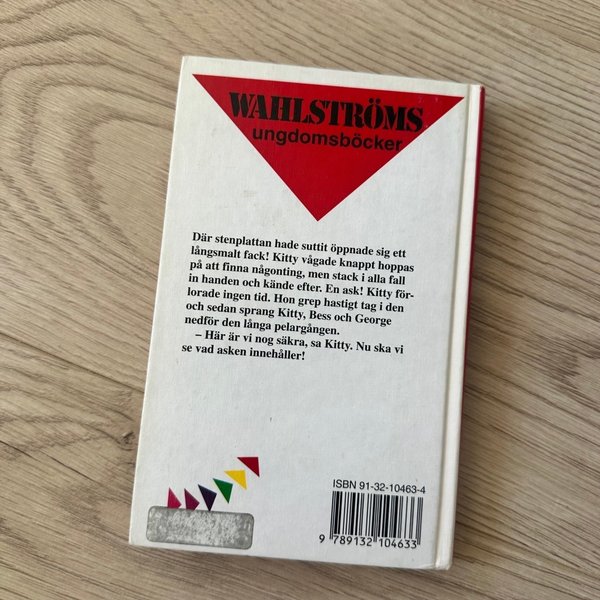 WAHLSTRÖMS
ungdomsböcker
Där stenplattan hade suttit öppnade sig ett
långsmalt fack! Kitty vågade knappt hoppas
på att finna någonting, men stack i alla fall
in handen och kände efter. En ask! Kitty för-
lorade ingen tid. Hon grep hastigt tag i den
och sedan sprang Kitty, Bess och George
nedför den långa pelargången.
– Här är vi nog säkra, sa Kitty. Nu ska vi
se vad asken innehåller!
ISBN 91-32-10463-4
9 789132 104633